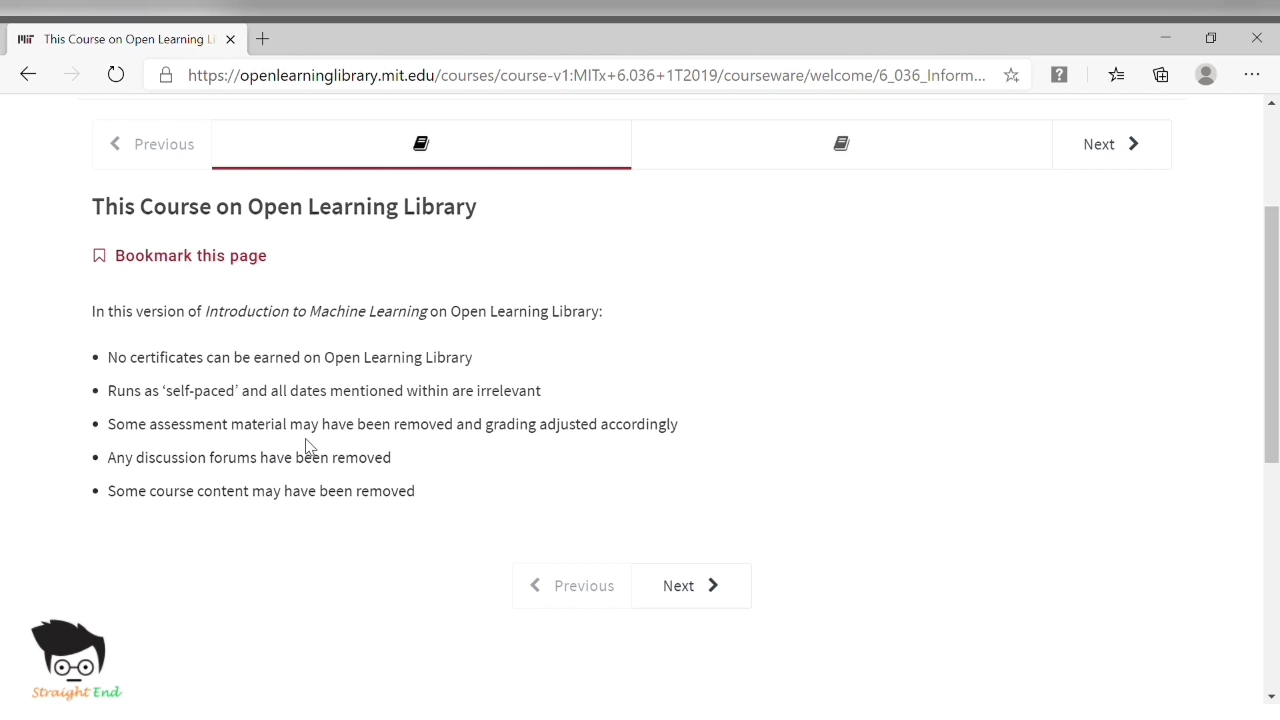 MIT This Course on Open Learning Li
https://openlearninglibrary.mit.edu/courses/course-v1:MITx+6.036+1T2019/courseware/welcome/6_036_Inform...
Previous
Next
This Course on Open Learning Library
Bookmark this page
In this version of Introduction to Machine Learning on Open Learning Library:
• No certificates can be earned on Open Learning Library
• Runs as ‘self-paced’ and all dates mentioned within are irrelevant
• Some assessment material may have been removed and grading adjusted accordingly
• Any discussion forums have been removed
• Some course content may have been removed
Previous Next
Straight End